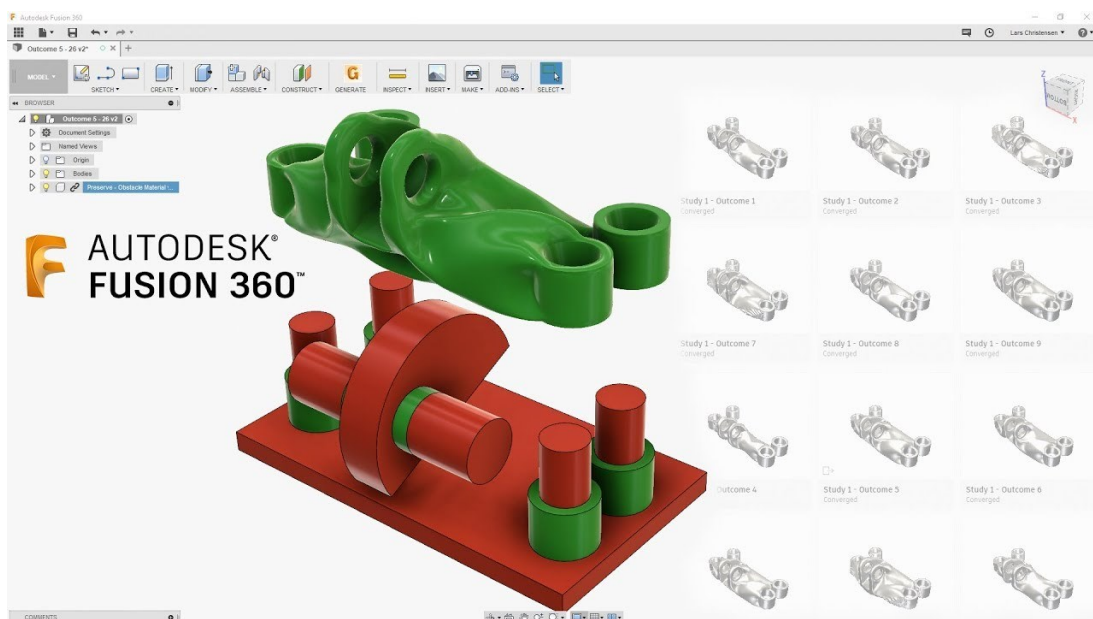 Autodesk Fusion 360
Lars Christensen
Outcome 5 - 26 v2*
MODEL
SKETCH
CREATE
MODIFY
ASSEMBLE
CONSTRUCT
GENERATE
INSPECT
INSERT
MAKE
ADD-INS
SELECT
BROWSER
Outcome 5 - 26 v2
Document Settings
Named Views
Origin
Bodies
Preserve - Obstacle Material :...
Z
X
BOTTOM
AUTODESK®
FUSION 360™
Study 1 - Outcome 1
Converged
Study 1 - Outcome 2
Converged
Study 1 - Outcome 3
Converged
Study 1 - Outcome 7
Converged
Study 1 - Outcome 8
Converged
Study 1 - Outcome 9
Converged
Outcome 4
Study 1 - Outcome 5
Converged
Study 1 - Outcome 6
Converged
COMMENTS